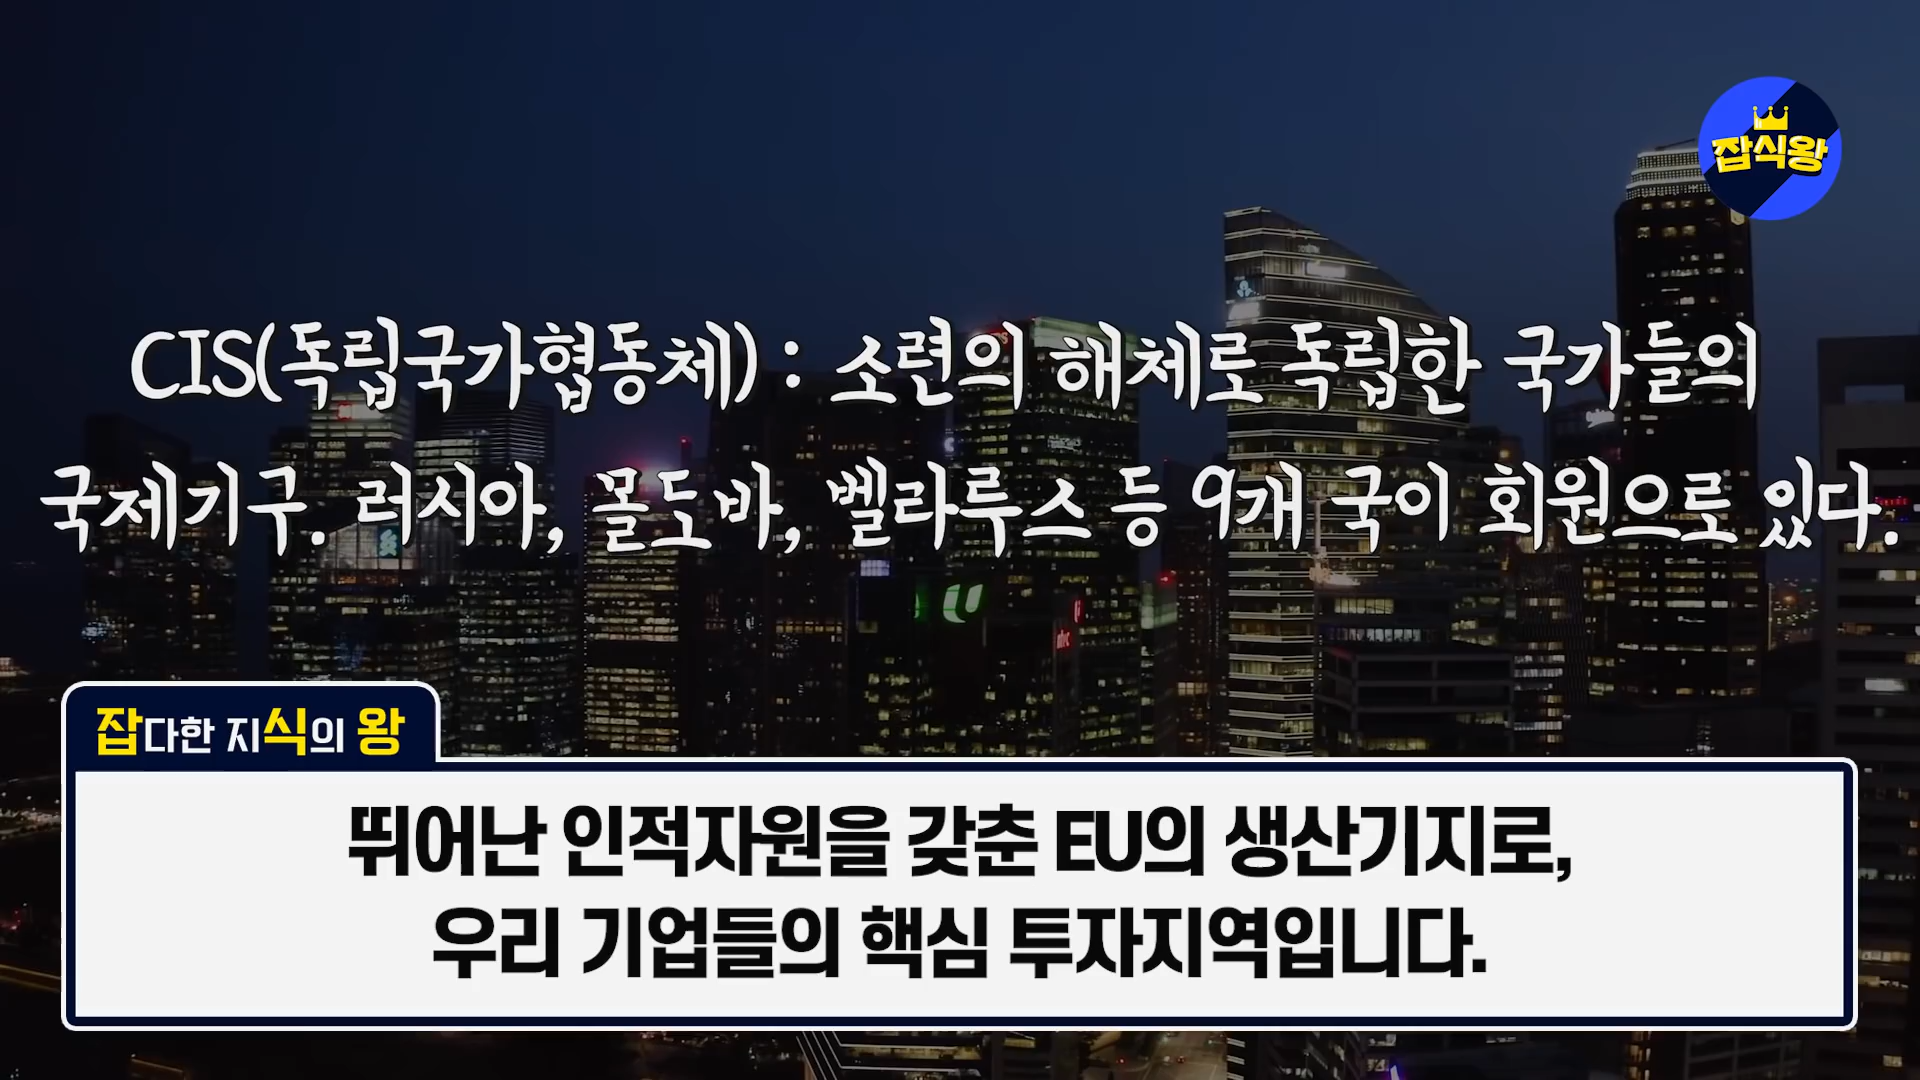 잡식왕
CIS(독립국가협동체) : 소련의 해체로 독립한 국가들의
국제기구. 러시아, 몰도바, 벨라루스 등 9개 국이 회원으로 있다.
잡다한 지식의 왕
뛰어난 인적자원을 갖춘 EU의 생산기지로,
우리 기업들의 핵심 투자지역입니다.